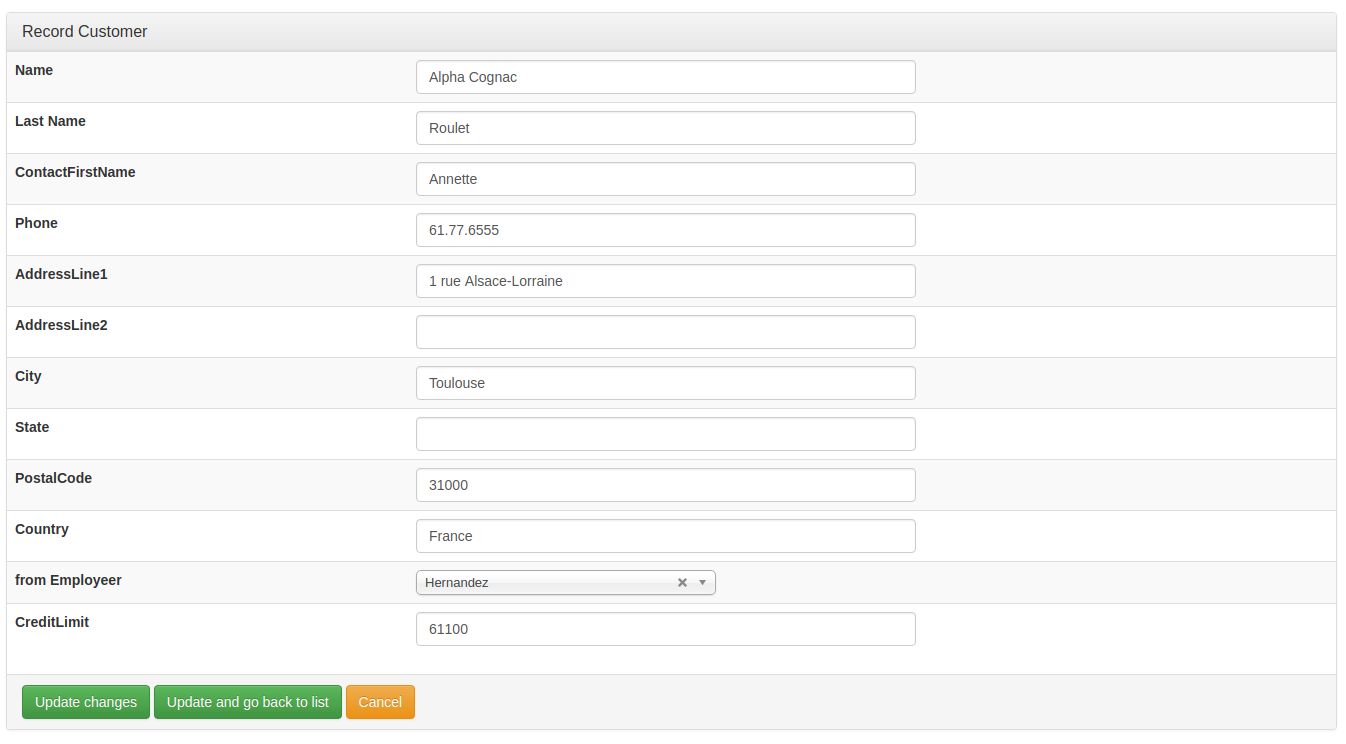 Record Customer
Name Alpha Cognac
Last Name Roulet
ContactFirstName Annette
Phone 61.77.6555
AddressLine1 1 rue Alsace-Lorraine
AddressLine2
City Toulouse
State
PostalCode 31000
Country France
from Employeer Hernandez
CreditLimit 61100
Update changes Update and go back to list Cancel